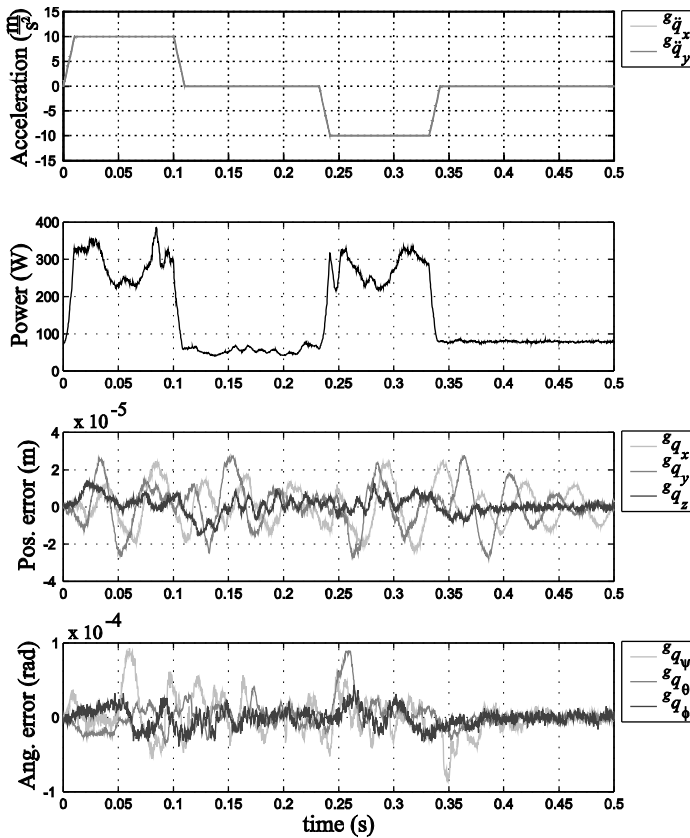 Acceleration (m/s²)
15
10
5
0
-5
-10
-15
0 0.05 0.1 0.15 0.2 0.25 0.3 0.35 0.4 0.45 0.5
g q̈ x
g q̈ y
Power (W)
400
300
200
100
0
0 0.05 0.1 0.15 0.2 0.25 0.3 0.35 0.4 0.45 0.5
x 10 -5
Pos. error (m)
4
2
0
-2
-4
0 0.05 0.1 0.15 0.2 0.25 0.3 0.35 0.4 0.45 0.5
g q x
g q y
g q z
x 10 -4
Ang. error (rad)
1
0
-1
0 0.05 0.1 0.15 0.2 0.25 0.3 0.35 0.4 0.45 0.5
time (s)
g q ψ
g q θ
g q ϕ